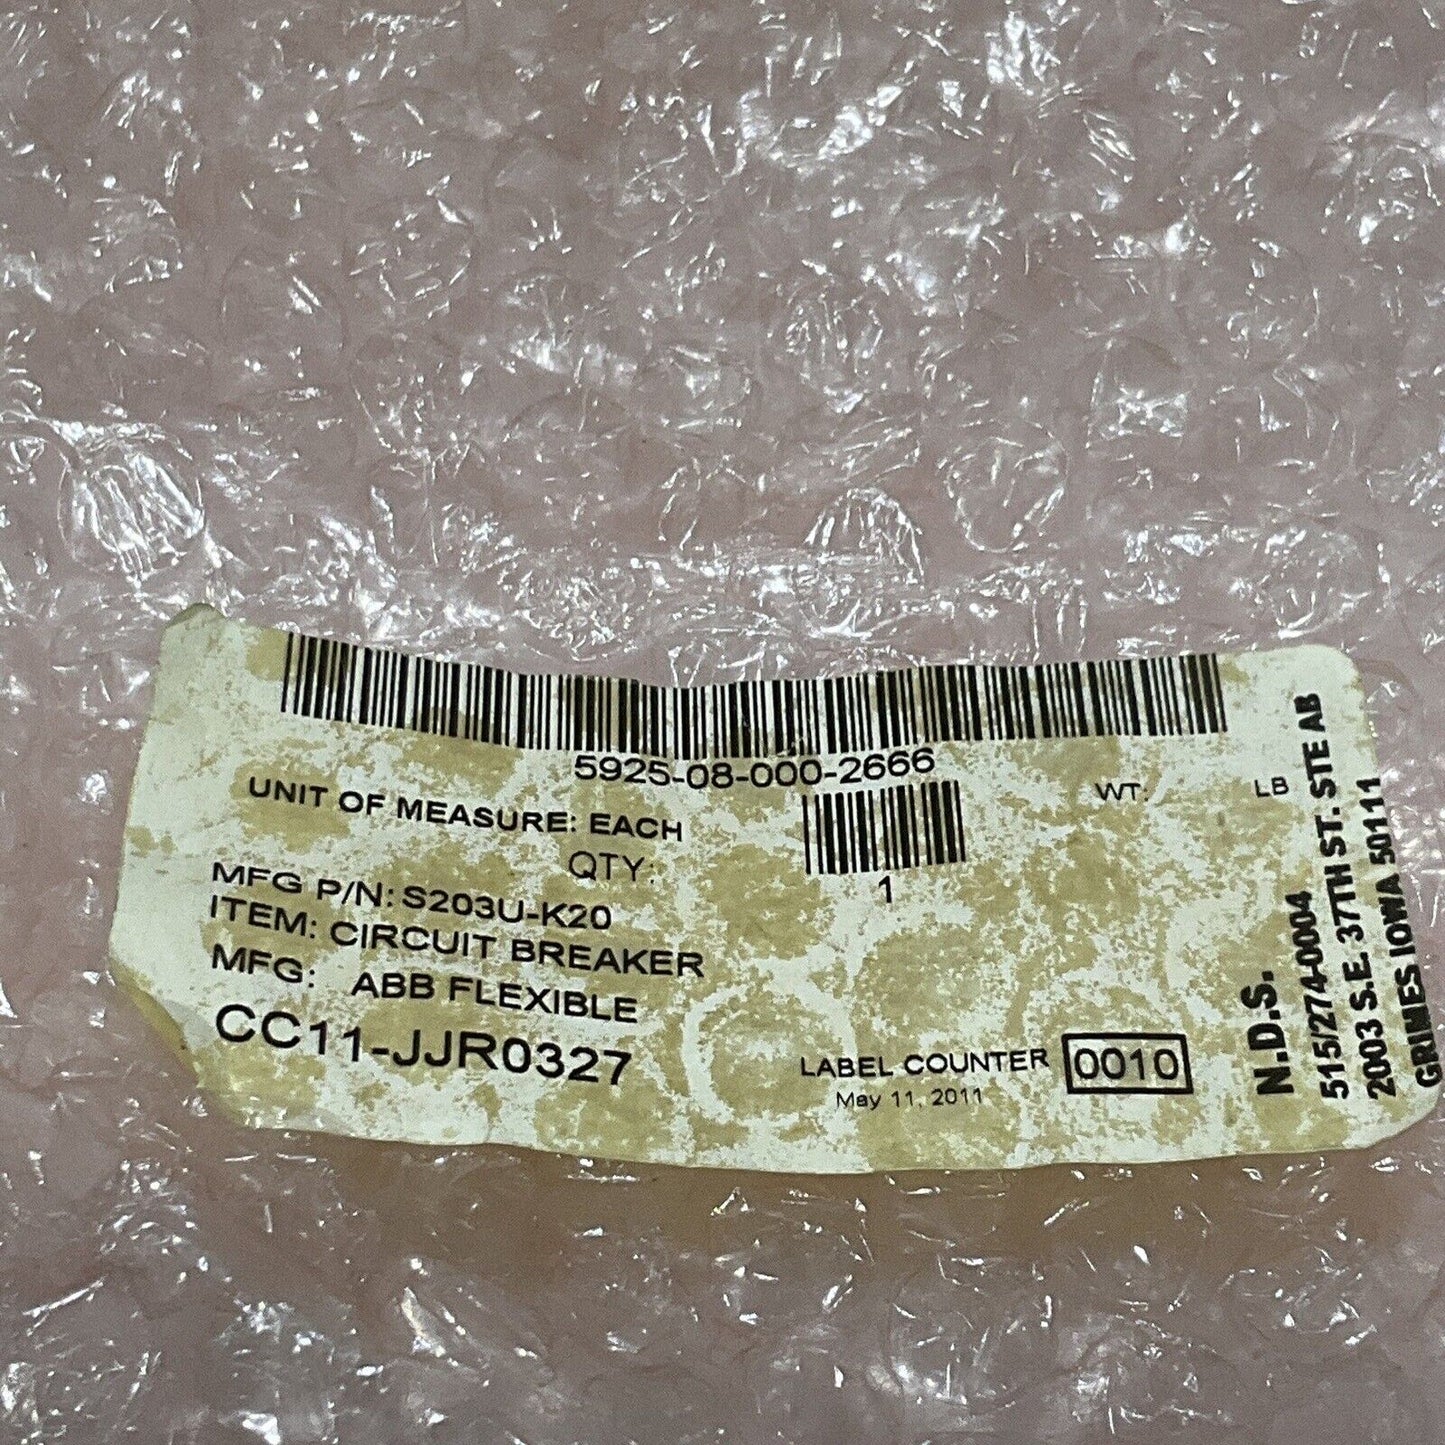 5925-08-000-2666
UNIT OF MEASURE: EACH
QTY:
1
WT: LB
MFG P/N: S203U-K20
ITEM: CIRCUIT BREAKER
MFG: ABB FLEXIBLE
CC11-JJR0327
LABEL COUNTER 0010
May 11, 2011
N.D.S.
515/274-0004
2003 S.E. 37TH ST. STE AB
GRIMES IOWA 50111